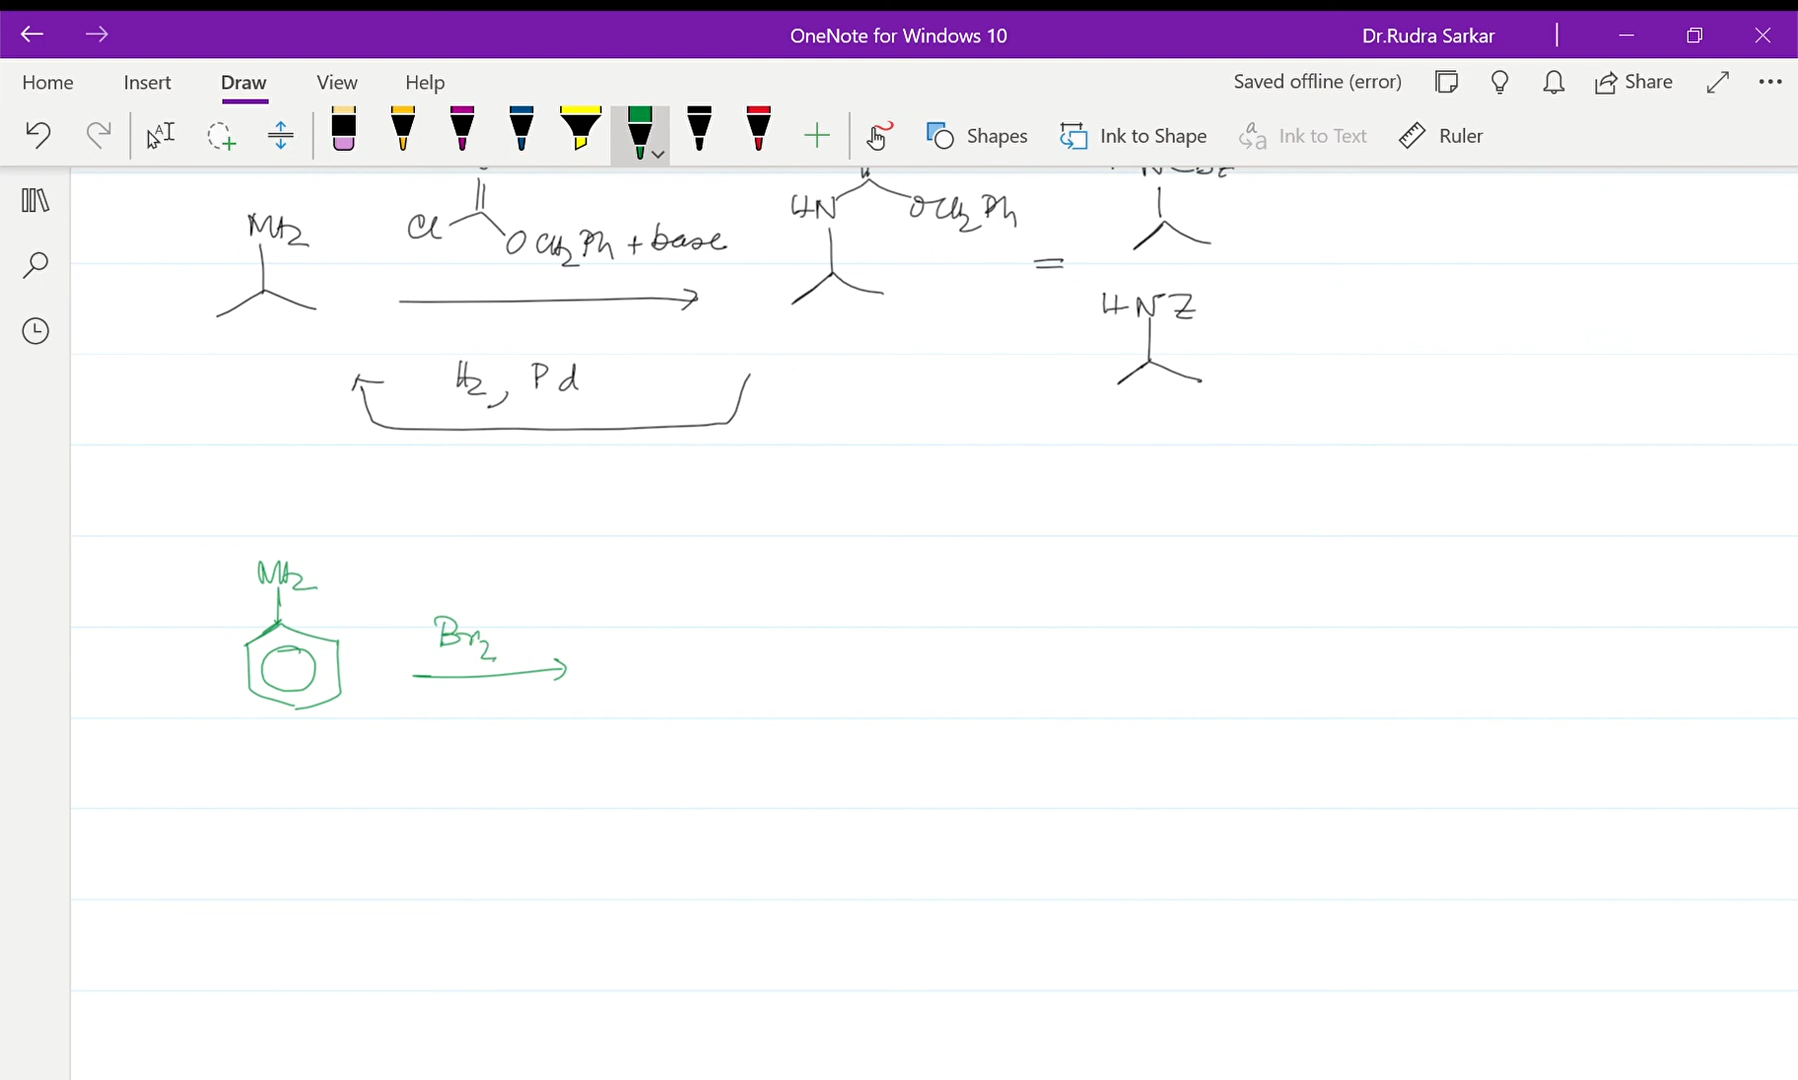 OneNote for Windows 10
Dr.Rudra Sarkar
Home Insert Draw View Help
Saved offline (error) Share
Shapes Ink to Shape Ink to Text Ruler
NH2
Cl
OCH2Ph + base
HN
OCH2Ph
=
HNZ
H2, Pd
NH2
Br2